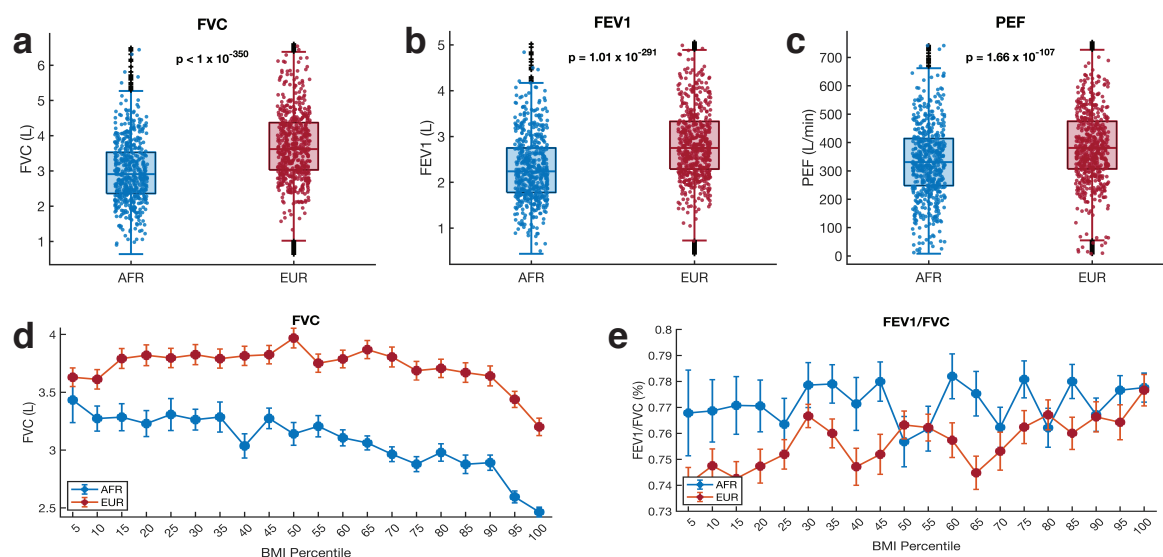 a
FVC
p < 1 x 10^-350
FVC (L)
6
5
4
3
2
1
AFR
EUR
b
FEV1
p = 1.01 x 10^-291
FEV1 (L)
5
4
3
2
1
AFR
EUR
c
PEF
p = 1.66 x 10^-107
PEF (L/min)
700
600
500
400
300
200
100
0
AFR
EUR
d
FVC
FVC (L)
4
3.5
3
2.5
AFR
EUR
5 10 15 20 25 30 35 40 45 50 55 60 65 70 75 80 85 90 95 100
BMI Percentile
e
FEV1/FVC
FEV1/FVC (%)
0.8
0.79
0.78
0.77
0.76
0.75
0.74
0.73
AFR
EUR
5 10 15 20 25 30 35 40 45 50 55 60 65 70 75 80 85 90 95 100
BMI Percentile